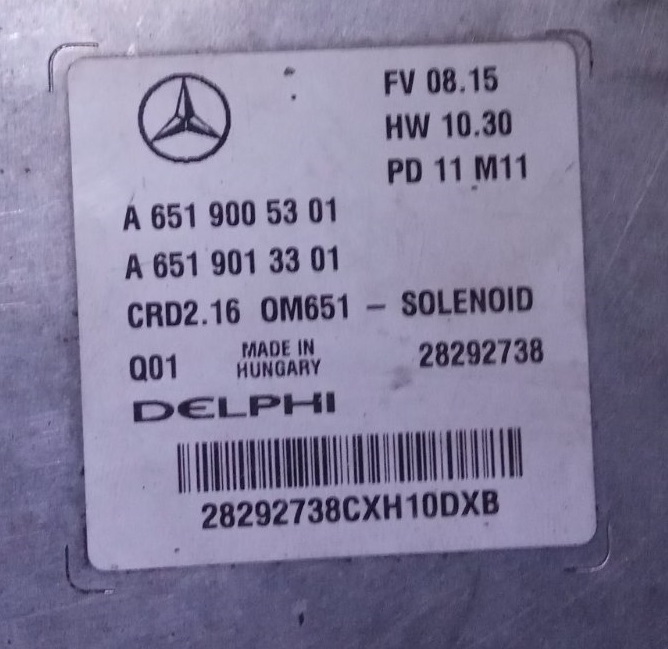 FV 08.15
HW 10.30
PD 11 M11
A 651 900 53 01
A 651 901 33 01
CRD2.16 OM651 – SOLENOID
Q01 MADE IN HUNGARY 28292738
DELPHI
28292738CXH10DXB